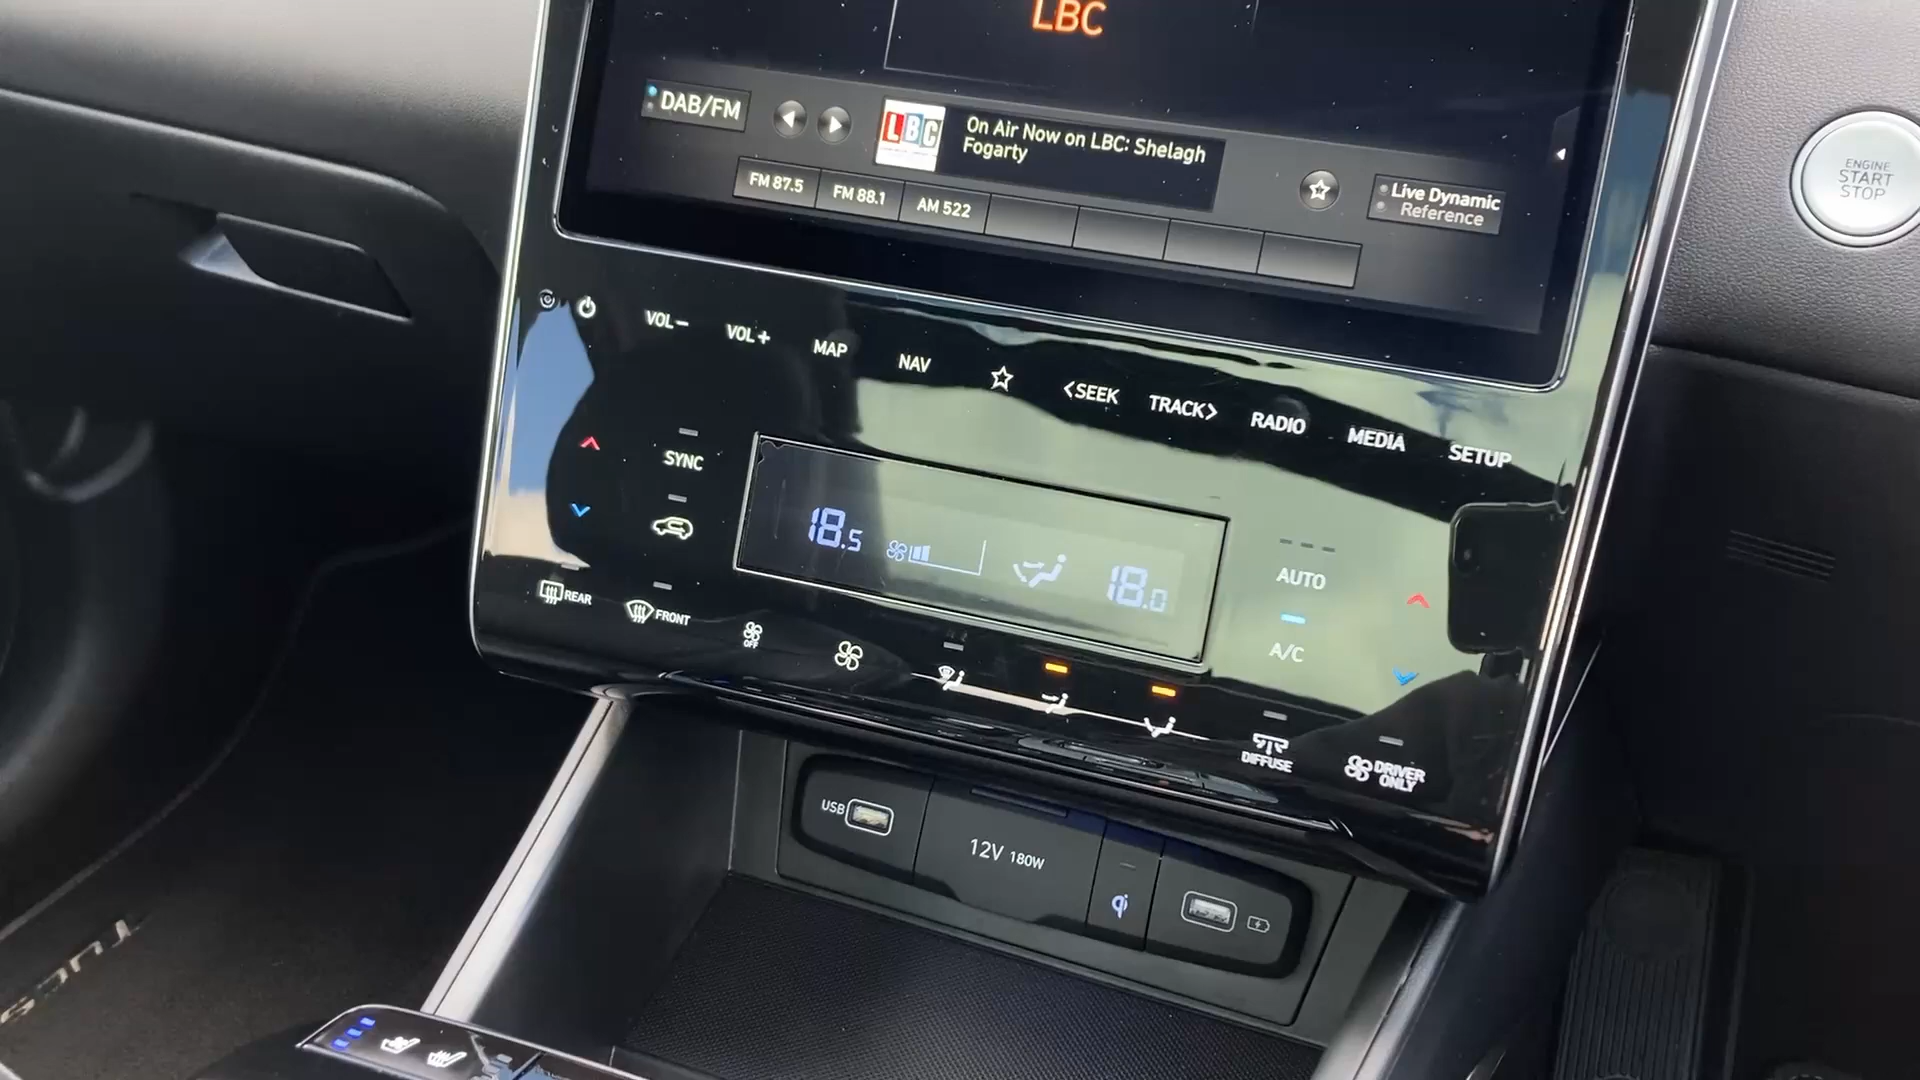 LBC
DAB/FM
LBC
On Air Now on LBC: Shelagh
Fogarty
Live Dynamic
Reference
FM 87.5
FM 88.1
AM 522
ENGINE
START
STOP
VOL−
VOL+
MAP
NAV
<SEEK
TRACK>
RADIO
MEDIA
SETUP
SYNC
18.5
18.0
AUTO
A/C
REAR
FRONT
OFF
DIFFUSE
DRIVER
ONLY
USB
12V 180W